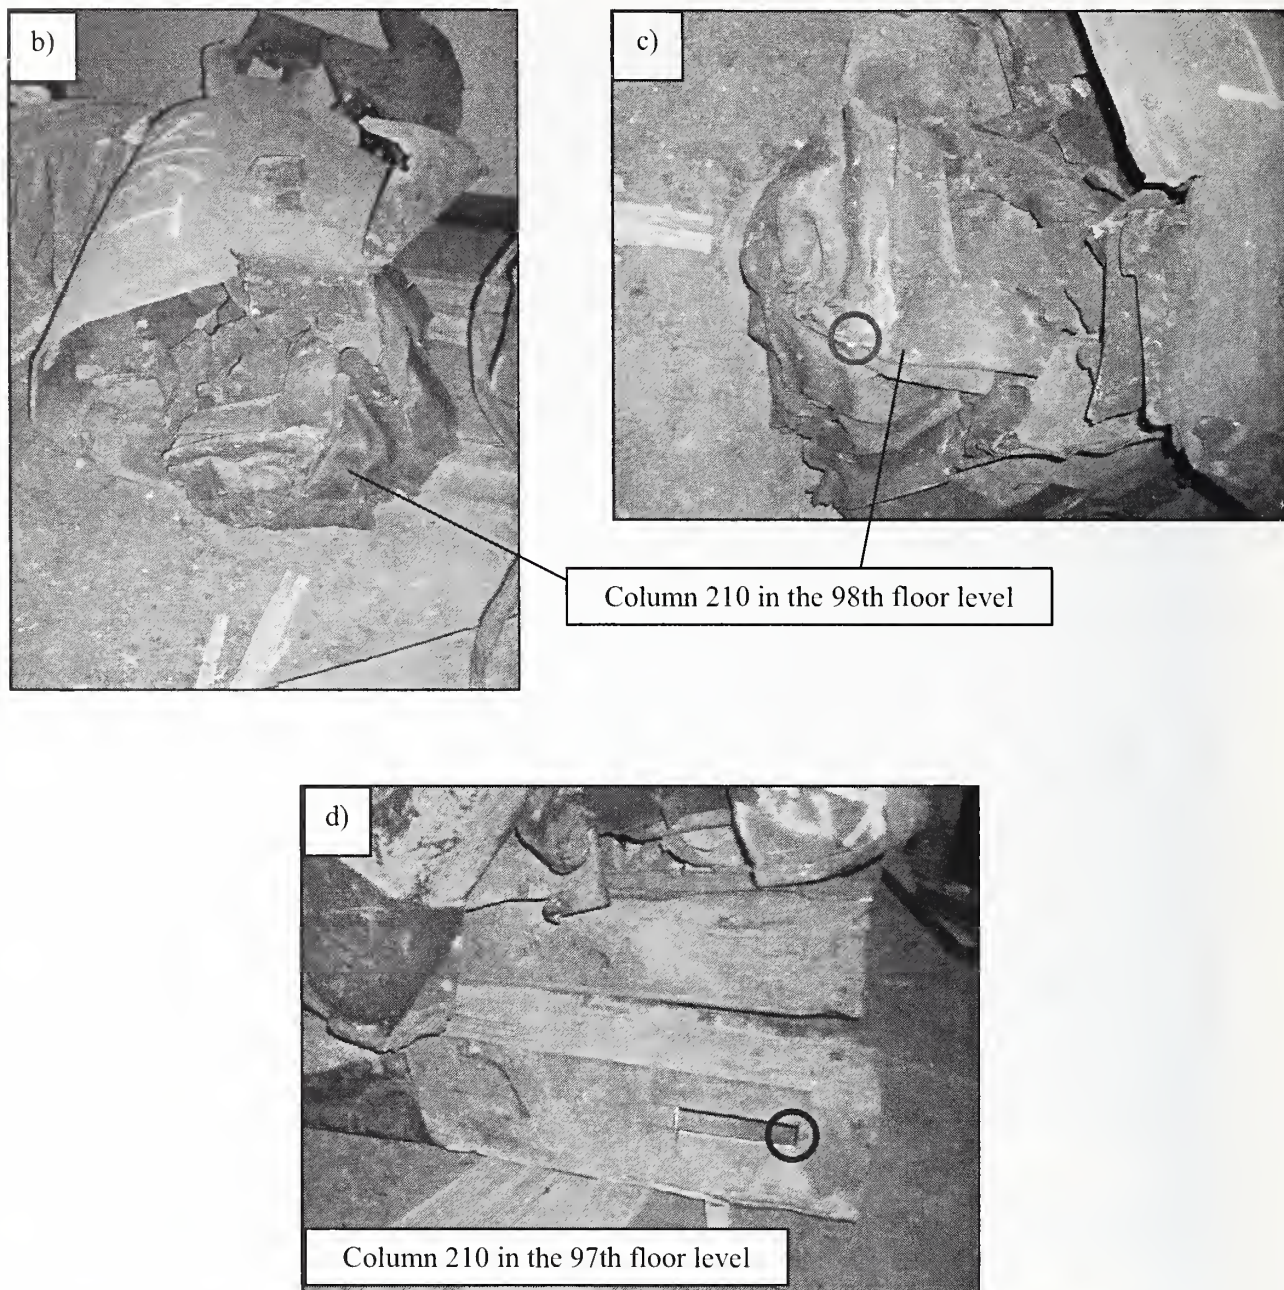 b)
c)
Column 210 in the 98th floor level
d)
Column 210 in the 97th floor level